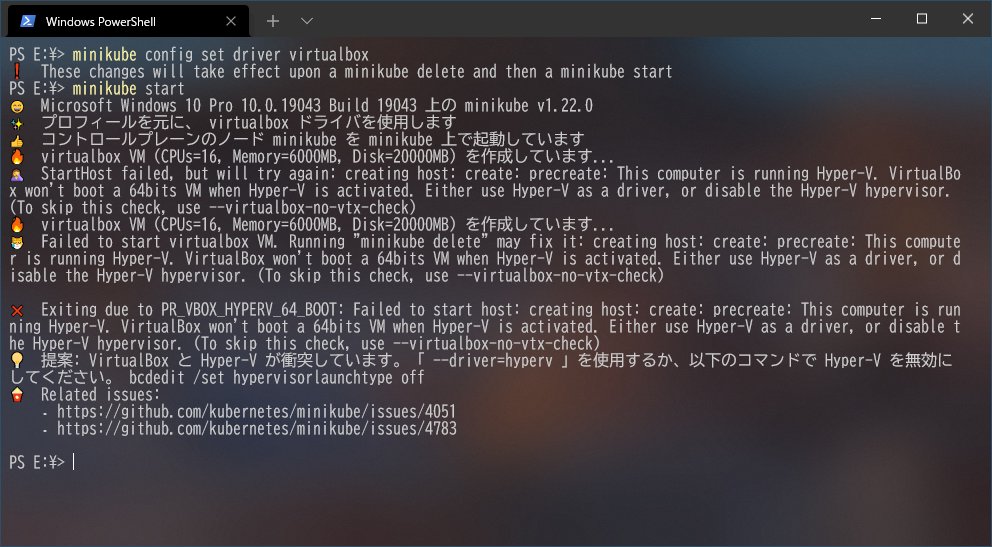 Windows PowerShell
PS E:¥> minikube config set driver virtualbox
❗ These changes will take effect upon a minikube delete and then a minikube start
PS E:¥> minikube start
😄 Microsoft Windows 10 Pro 10.0.19043 Build 19043 上の minikube v1.22.0
✨ プロフィールを元に、 virtualbox ドライバを使用します
👍 コントロールプレーンのノード minikube を minikube 上で起動しています
🔥 virtualbox VM (CPUs=16, Memory=6000MB, Disk=20000MB) を作成しています...
🤦 StartHost failed, but will try again: creating host: create: precreate: This computer is running Hyper-V. VirtualBo
x won't boot a 64bits VM when Hyper-V is activated. Either use Hyper-V as a driver, or disable the Hyper-V hypervisor.
(To skip this check, use --virtualbox-no-vtx-check)
🔥 virtualbox VM (CPUs=16, Memory=6000MB, Disk=20000MB) を作成しています...
😿 Failed to start virtualbox VM. Running "minikube delete" may fix it: creating host: create: precreate: This compute
r is running Hyper-V. VirtualBox won't boot a 64bits VM when Hyper-V is activated. Either use Hyper-V as a driver, or d
isable the Hyper-V hypervisor. (To skip this check, use --virtualbox-no-vtx-check)
❌ Exiting due to PR_VBOX_HYPERV_64_BOOT: Failed to start host: creating host: create: precreate: This computer is run
ning Hyper-V. VirtualBox won't boot a 64bits VM when Hyper-V is activated. Either use Hyper-V as a driver, or disable t
he Hyper-V hypervisor. (To skip this check, use --virtualbox-no-vtx-check)
💡 提案: VirtualBox と Hyper-V が衝突しています。「 --driver=hyperv 」を使用するか、以下のコマンドで Hyper-V を無効に
してください。 bcdedit /set hypervisorlaunchtype off
🍿 Related issues:
- https://github.com/kubernetes/minikube/issues/4051
- https://github.com/kubernetes/minikube/issues/4783
PS E:¥>